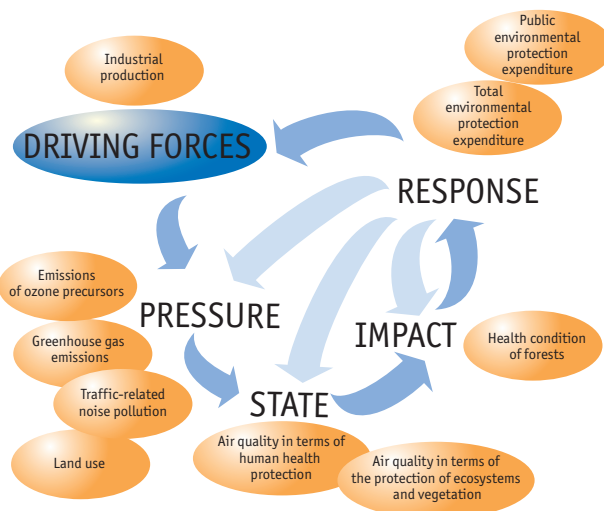 Public
environmental
protection
expenditure
Industrial
production
Total
environmental
protection
expenditure
DRIVING FORCES
RESPONSE
Emissions
of ozone precursors
PRESSURE
IMPACT
Health condition
of forests
Greenhouse gas
emissions
Traffic-related
noise pollution
STATE
Land use
Air quality in terms of
human health
protection
Air quality in terms of
the protection of ecosystems
and vegetation